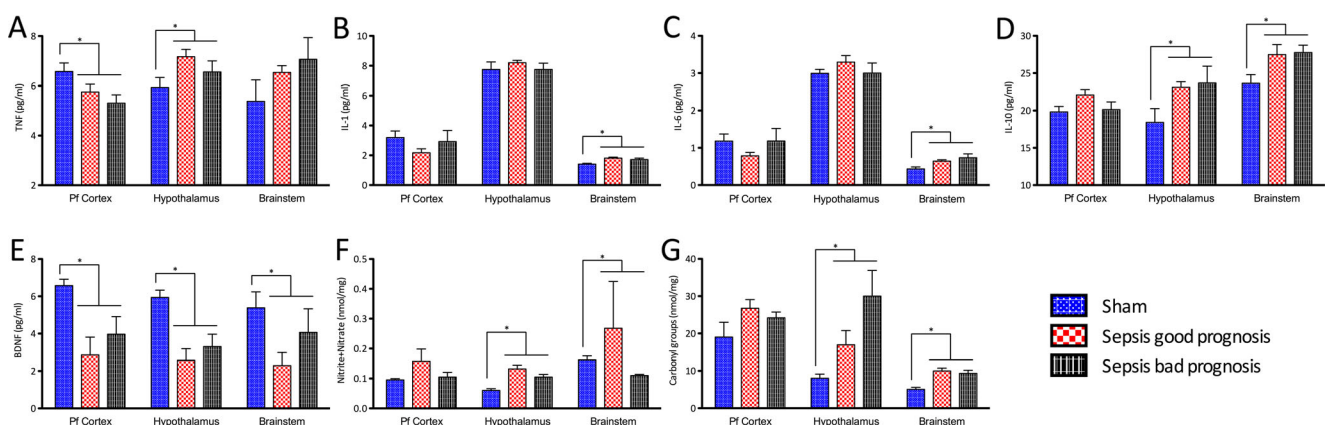 A
TNF (pg/ml)
8
6
4
2
*
*
Pf Cortex Hypothalamus Brainstem
B
IL-1 (pg/ml)
10
8
6
4
2
0
*
Pf Cortex Hypothalamus Brainstem
C
IL-6 (pg/ml)
4
3
2
1
0
*
Pf Cortex Hypothalamus Brainstem
D
IL-10 (pg/ml)
30
25
20
15
10
*
*
Pf Cortex Hypothalamus Brainstem
E
BDNF (pg/ml)
8
6
4
2
0
*
*
*
Pf Cortex Hypothalamus Brainstem
F
Nitrite+Nitrate (nmol/mg)
0.5
0.4
0.3
0.2
0.1
0.0
*
*
Pf Cortex Hypothalamus Brainstem
G
Carbonyl groups (nmol/mg)
40
30
20
10
0
*
*
Pf Cortex Hypothalamus Brainstem
Sham
Sepsis good prognosis
Sepsis bad prognosis